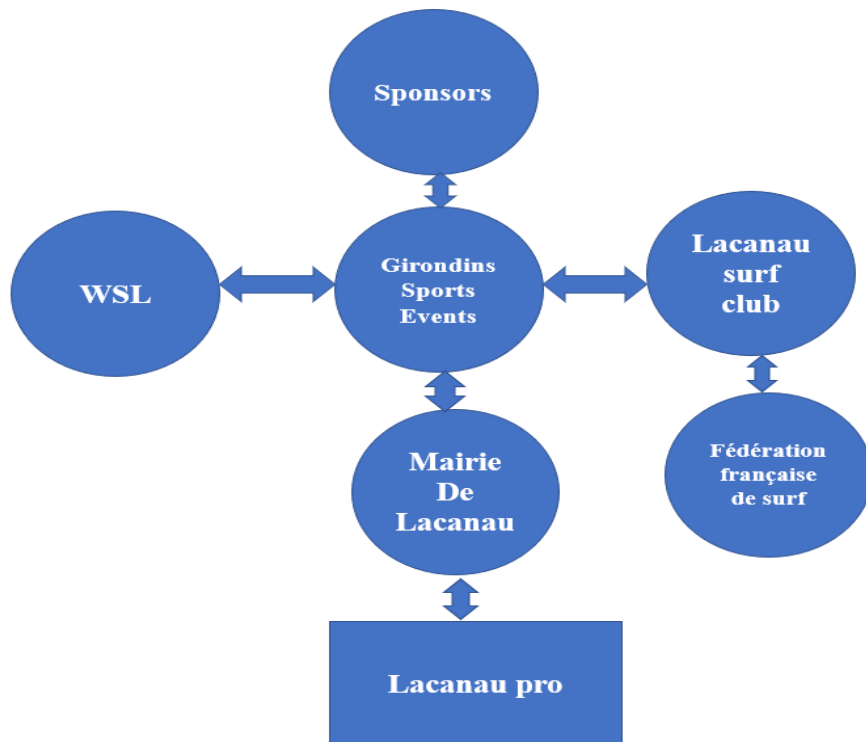 Sponsors
WSL
Girondins
Sports
Events
Lacanau
surf
club
Mairie
De
Lacanau
Fédération
française
de surf
Lacanau pro